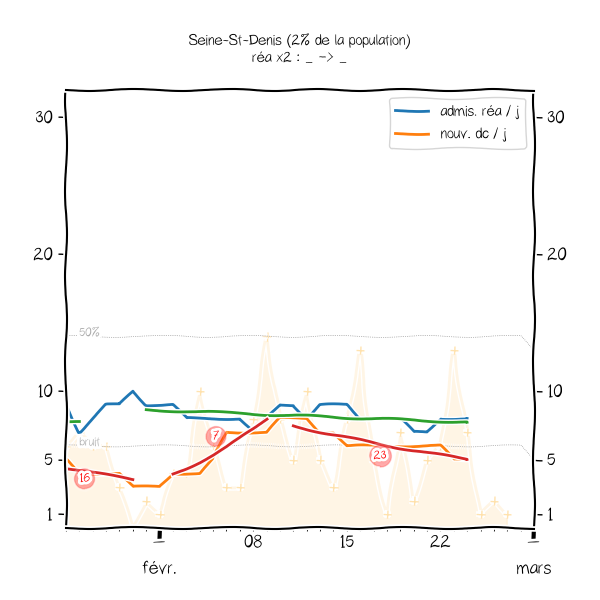 Seine-St-Denis (2% de la population)
réa x2 : _ -> _
admis. réa / j
nouv. dc / j
30
30
20
20
50%
10
10
bruit
7
23
16
5
5
1
1
08
15
22
févr.
mars